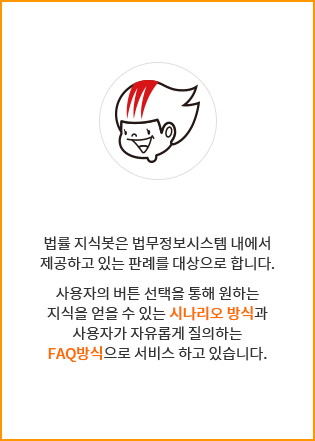 법률 지식봇은 법무정보시스템 내에서
제공하고 있는 판례를 대상으로 합니다.
사용자의 버튼 선택을 통해 원하는
지식을 얻을 수 있는 시나리오 방식과
사용자가 자유롭게 질의하는
FAQ방식으로 서비스 하고 있습니다.